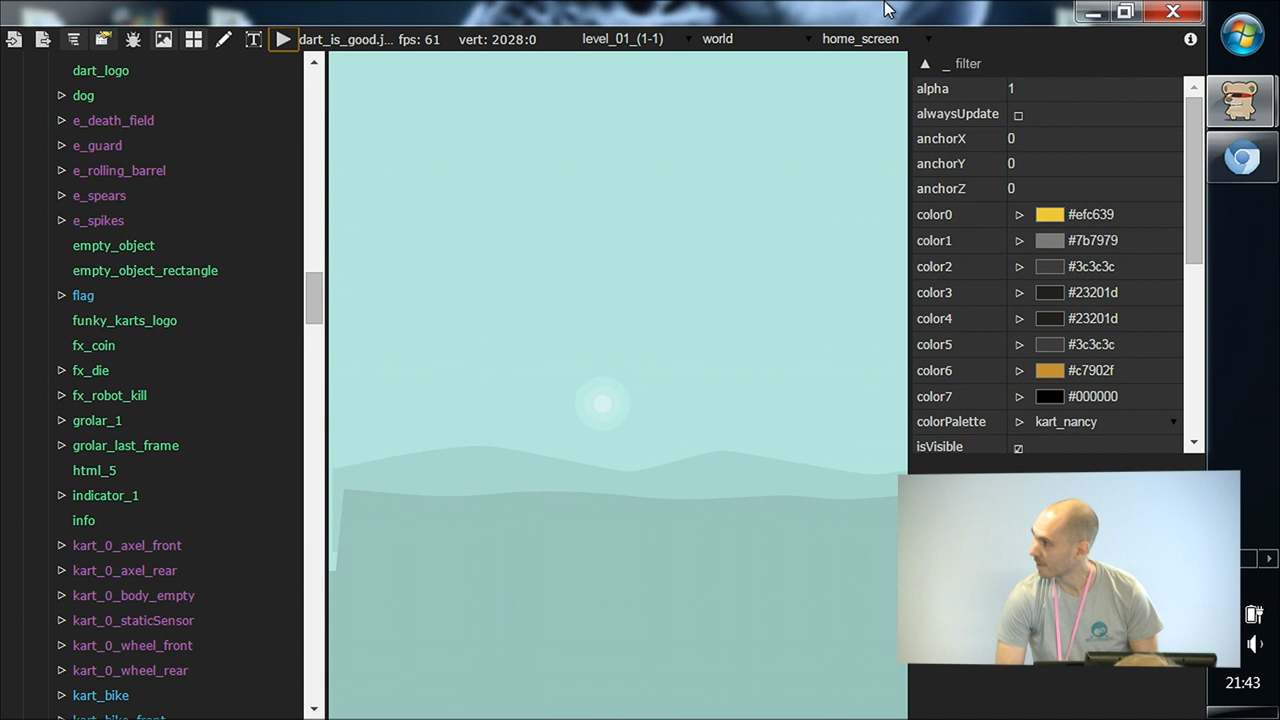 dart_is_good.j... fps: 61 vert: 2028:0 level_01_(1-1) world home_screen
dart_logo
dog
e_death_field
e_guard
e_rolling_barrel
e_spears
e_spikes
empty_object
empty_object_rectangle
flag
funky_karts_logo
fx_coin
fx_die
fx_robot_kill
grolar_1
grolar_last_frame
html_5
indicator_1
info
kart_0_axel_front
kart_0_axel_rear
kart_0_body_empty
kart_0_staticSensor
kart_0_wheel_front
kart_0_wheel_rear
kart_bike
kart_bike_front
_ filter
alpha 1
alwaysUpdate
anchorX 0
anchorY 0
anchorZ 0
color0 #efc639
color1 #7b7979
color2 #3c3c3c
color3 #23201d
color4 #23201d
color5 #3c3c3c
color6 #c7902f
color7 #000000
colorPalette kart_nancy
isVisible
21:43